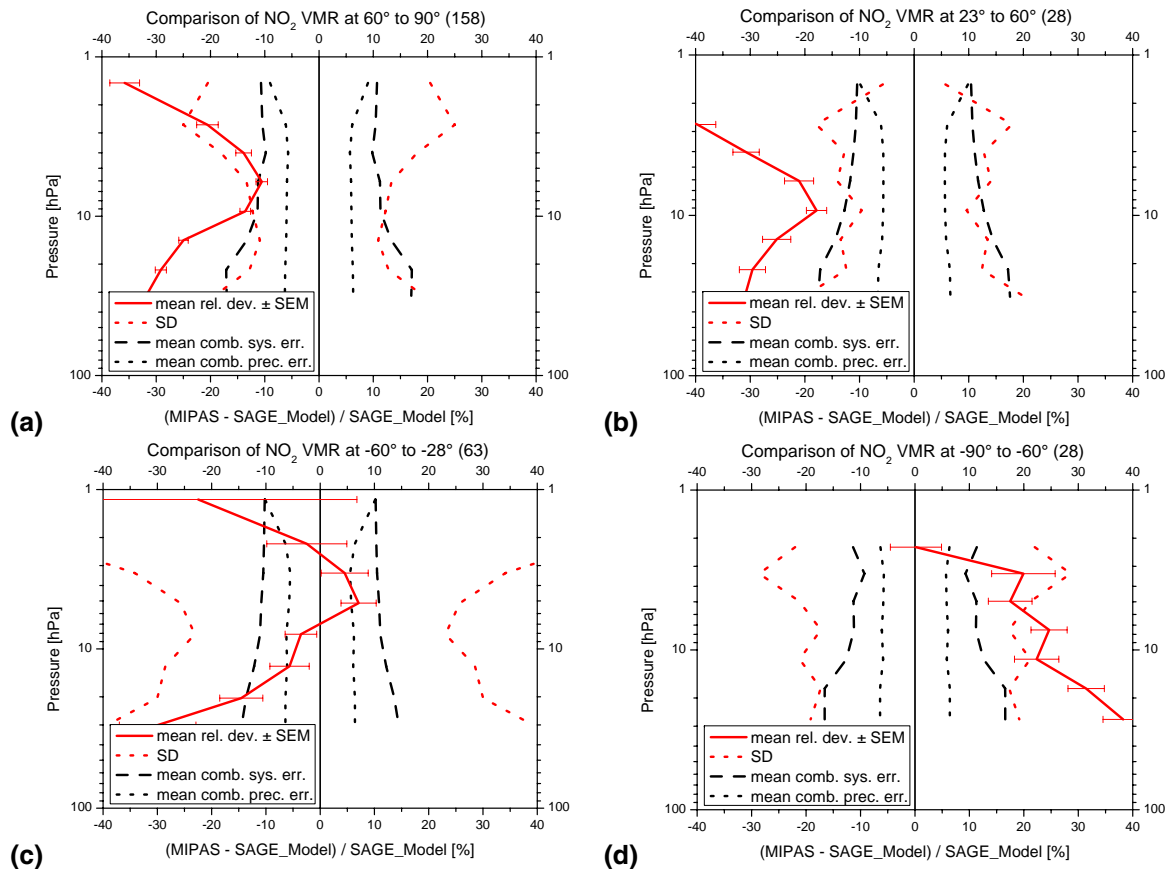 Comparison of NO2 VMR at 60° to 90° (158)
-40 -30 -20 -10 0 10 20 30 40
1 1
10 10
100 100
Pressure [hPa]
mean rel. dev. ± SEM
SD
mean comb. sys. err.
mean comb. prec. err.
-40 -30 -20 -10 0 10 20 30 40
(MIPAS - SAGE_Model) / SAGE_Model [%]
(a)
Comparison of NO2 VMR at 23° to 60° (28)
-40 -30 -20 -10 0 10 20 30 40
1 1
10 10
100 100
Pressure [hPa]
mean rel. dev. ± SEM
SD
mean comb. sys. err.
mean comb. prec. err.
-40 -30 -20 -10 0 10 20 30 40
(MIPAS - SAGE_Model) / SAGE_Model [%]
(b)
Comparison of NO2 VMR at -60° to -28° (63)
-40 -30 -20 -10 0 10 20 30 40
1 1
10 10
100 100
Pressure [hPa]
mean rel. dev. ± SEM
SD
mean comb. sys. err.
mean comb. prec. err.
-40 -30 -20 -10 0 10 20 30 40
(MIPAS - SAGE_Model) / SAGE_Model [%]
(c)
Comparison of NO2 VMR at -90° to -60° (28)
-40 -30 -20 -10 0 10 20 30 40
1 1
10 10
100 100
Pressure [hPa]
mean rel. dev. ± SEM
SD
mean comb. sys. err.
mean comb. prec. err.
-40 -30 -20 -10 0 10 20 30 40
(MIPAS - SAGE_Model) / SAGE_Model [%]
(d)